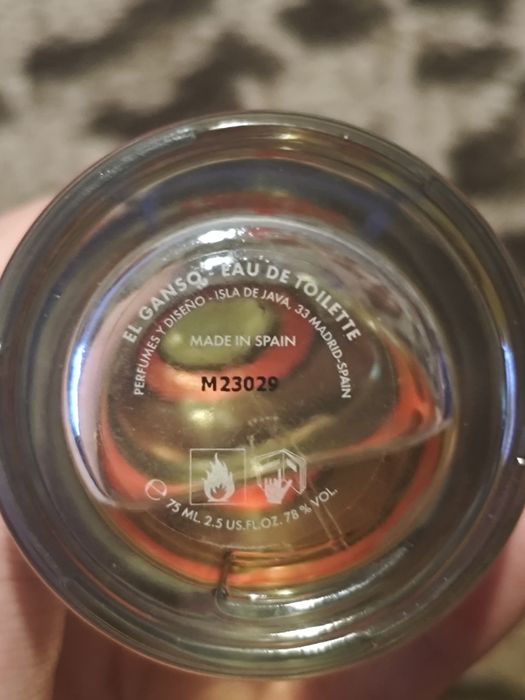 EL GANSO - EAU DE TOILETTE
PERFUMES Y DISEÑO - ISLA DE JAVA, 33 MADRID-SPAIN
MADE IN SPAIN
M23029
℮ 75 ML. 2.5 US.FL.OZ. 78 % VOL.